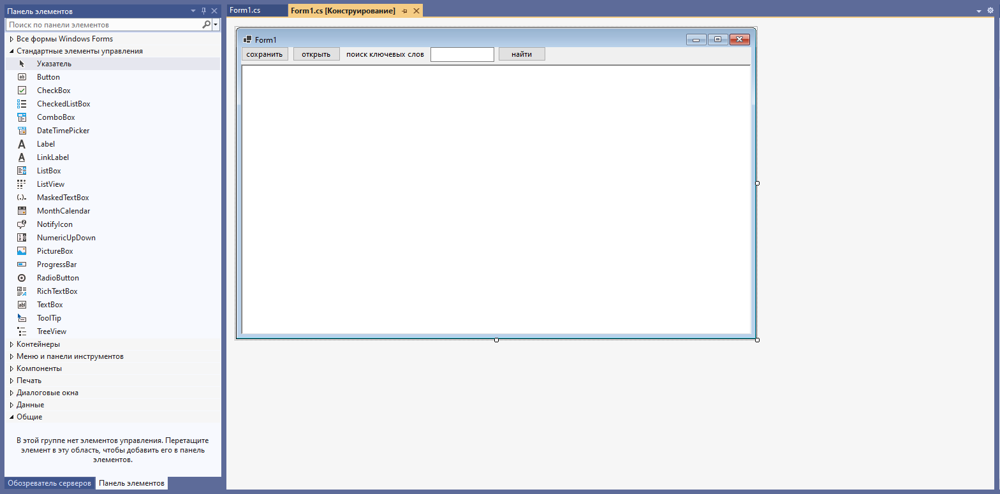 Панель элементов
Поиск по панели элементов
Все формы Windows Forms
Стандартные элементы управления
Указатель
Button
CheckBox
CheckedListBox
ComboBox
DateTimePicker
Label
LinkLabel
ListBox
ListView
MaskedTextBox
MonthCalendar
NotifyIcon
NumericUpDown
PictureBox
ProgressBar
RadioButton
RichTextBox
TextBox
ToolTip
TreeView
Контейнеры
Меню и панели инструментов
Компоненты
Печать
Диалоговые окна
Данные
Общие
В этой группе нет элементов управления. Перетащите
элемент в эту область, чтобы добавить его в панель
элементов.
Обозреватель серверов Панель элементов
Form1.cs Form1.cs [Конструирование]
Form1
сохранить открыть поиск ключевых слов найти